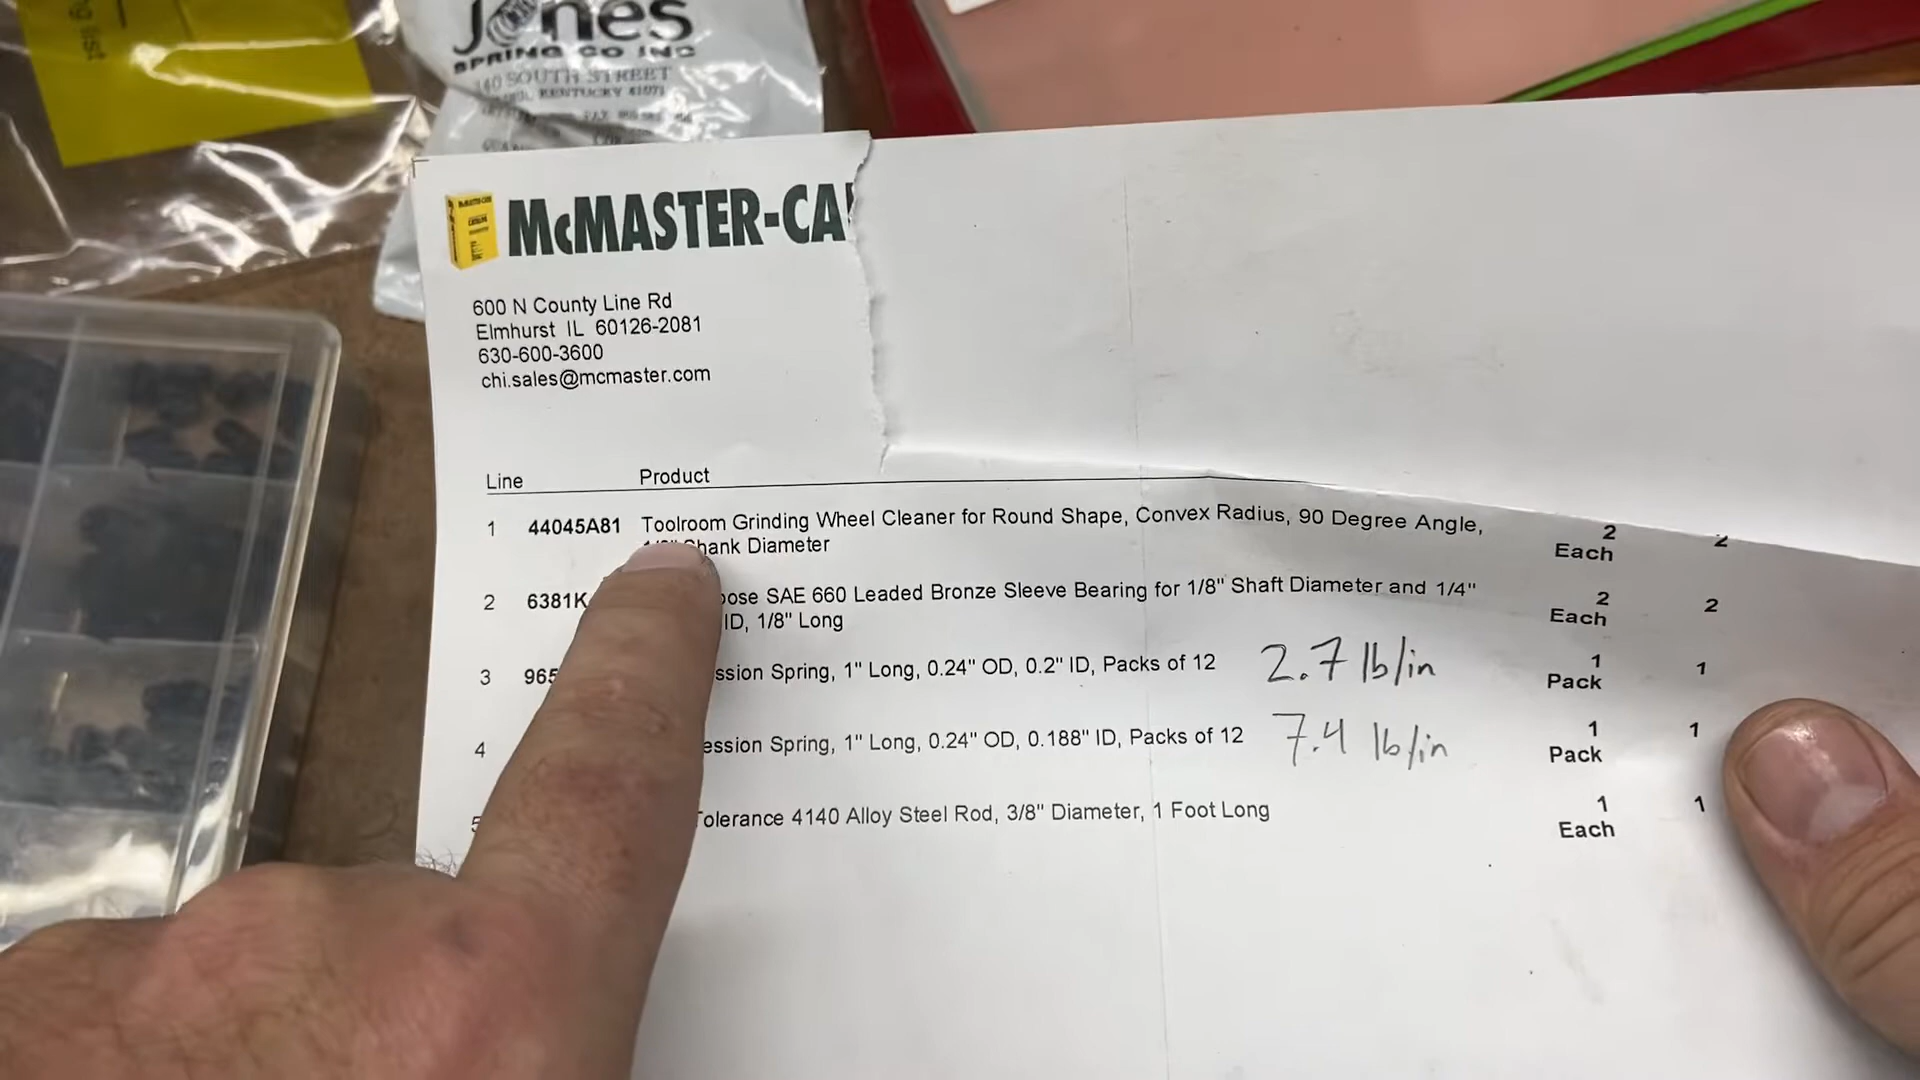 ng list
Jones
SPRING CO INC
140 SOUTH STREET
KENTUCKY 41071
McMASTER-CA
600 N County Line Rd
Elmhurst IL 60126-2081
630-600-3600
chi.sales@mcmaster.com
Line Product
1 44045A81 Toolroom Grinding Wheel Cleaner for Round Shape, Convex Radius, 90 Degree Angle, 2 2
Shank Diameter Each
2 6381K oose SAE 660 Leaded Bronze Sleeve Bearing for 1/8" Shaft Diameter and 1/4" 2 2
ID, 1/8" Long Each
3 965 ssion Spring, 1" Long, 0.24" OD, 0.2" ID, Packs of 12 2.7 lb/in 1 1
Pack
4 ession Spring, 1" Long, 0.24" OD, 0.188" ID, Packs of 12 7.4 lb/in 1 1
Pack
5 Tolerance 4140 Alloy Steel Rod, 3/8" Diameter, 1 Foot Long 1 1
Each